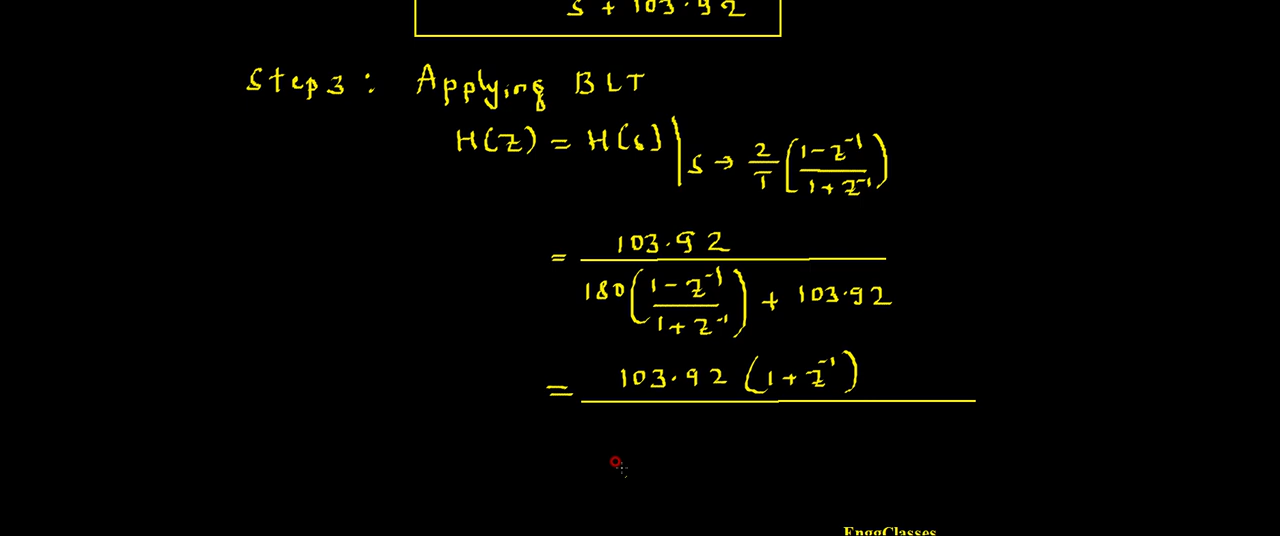 s + 103.92
Step 3 : Applying BLT
H(z) = H(s)| s → 2/T (1 - z⁻¹ / 1 + z⁻¹)
= 103.92 / 180(1 - z⁻¹ / 1 + z⁻¹) + 103.92
= 103.92 (1 + z⁻¹)
EnggClasses